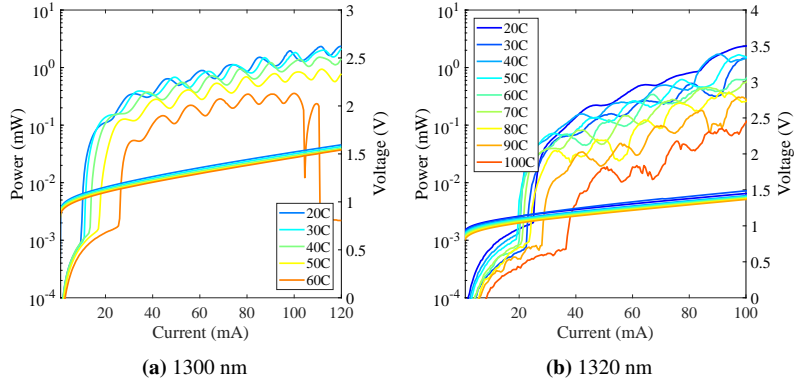 10^1
10^0
10^-1
10^-2
10^-3
10^-4
Power (mW)
3
2.5
2
1.5
1
0.5
0
Voltage (V)
20C
30C
40C
50C
60C
20 40 60 80 100 120
Current (mA)
(a) 1300 nm
10^1
10^0
10^-1
10^-2
10^-3
10^-4
Power (mW)
4
3.5
3
2.5
2
1.5
1
0.5
0
Voltage (V)
20C
30C
40C
50C
60C
70C
80C
90C
100C
20 40 60 80 100
Current (mA)
(b) 1320 nm